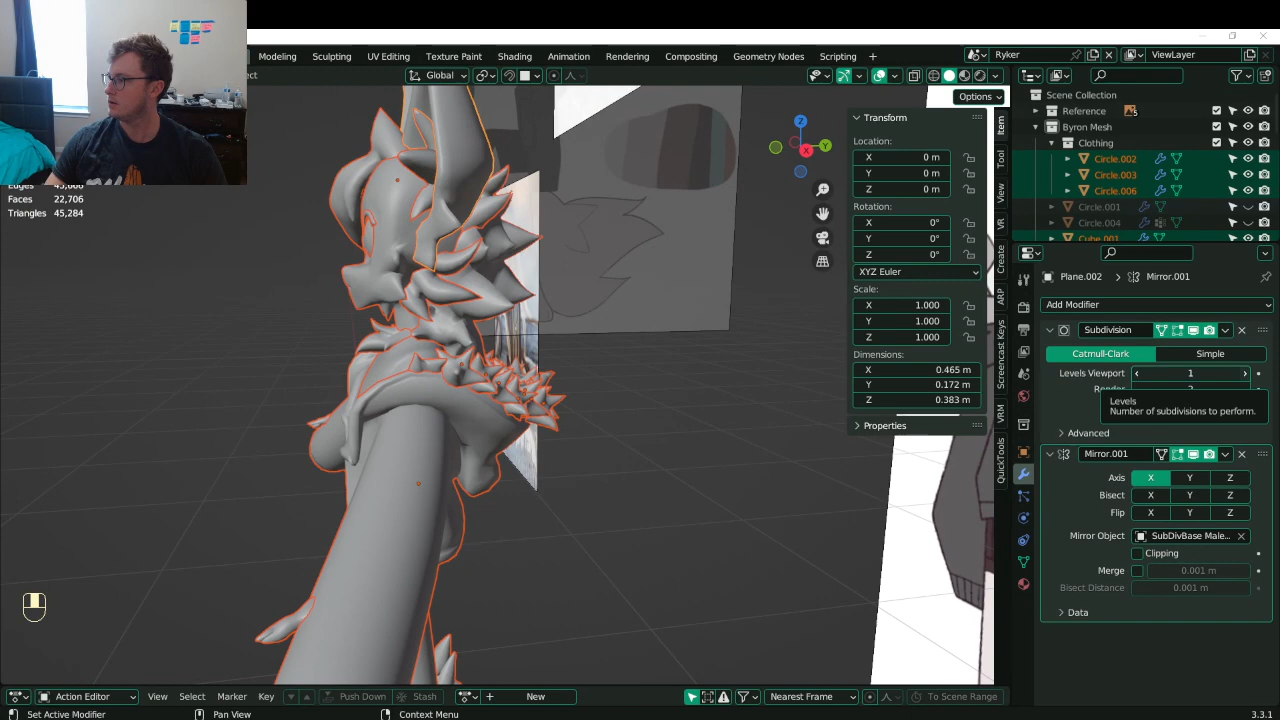 Modeling Sculpting UV Editing Texture Paint Shading Animation Rendering Compositing Geometry Nodes Scripting + Ryker ViewLayer
Global
Options
Faces 22,706
Triangles 45,284
Transform
Location:
X 0 m
Y 0 m
Z 0 m
Rotation:
X 0°
Y 0°
Z 0°
XYZ Euler
Scale:
X 1.000
Y 1.000
Z 1.000
Dimensions:
X 0.465 m
Y 0.172 m
Z 0.383 m
Properties
Z
Y
X
Item
Tool
View
VR
Create
ARP
Screencast Keys
VRM
QuickTools
Scene Collection
Reference 5
Byron Mesh
Clothing
Circle.002
Circle.003
Circle.006
Circle.001
Circle.004
Cube.003
Plane.002 > Mirror.001
Add Modifier
Subdivision
Catmull-Clark Simple
Levels Viewport 1
Levels
Number of subdivisions to perform.
Advanced
Mirror.001
Axis X Y Z
Bisect X Y Z
Flip X Y Z
Mirror Object SubDivBase Male...
Clipping
Merge 0.001 m
Bisect Distance 0.001 m
Data
Action Editor View Select Marker Key Push Down Stash + New Nearest Frame To Scene Range
Set Active Modifier Pan View Context Menu 3.3.1